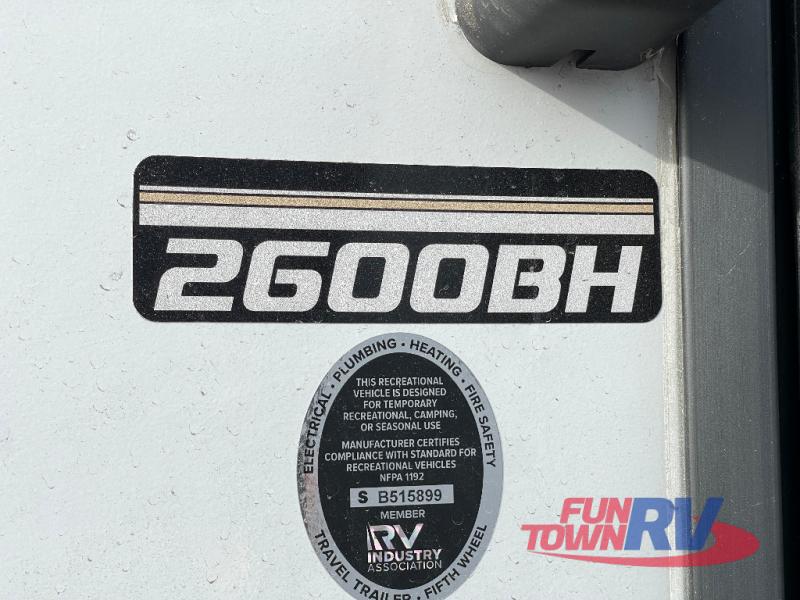 2600BH
ELECTRICAL • PLUMBING • HEATING • FIRE SAFETY
THIS RECREATIONAL
VEHICLE IS DESIGNED
FOR TEMPORARY
RECREATIONAL, CAMPING,
OR SEASONAL USE
MANUFACTURER CERTIFIES
COMPLIANCE WITH STANDARD FOR
RECREATIONAL VEHICLES
NFPA 1192
S B515899
MEMBER
RV
INDUSTRY
ASSOCIATION
TRAVEL TRAILER • FIFTH WHEEL
FUN
TOWN RV